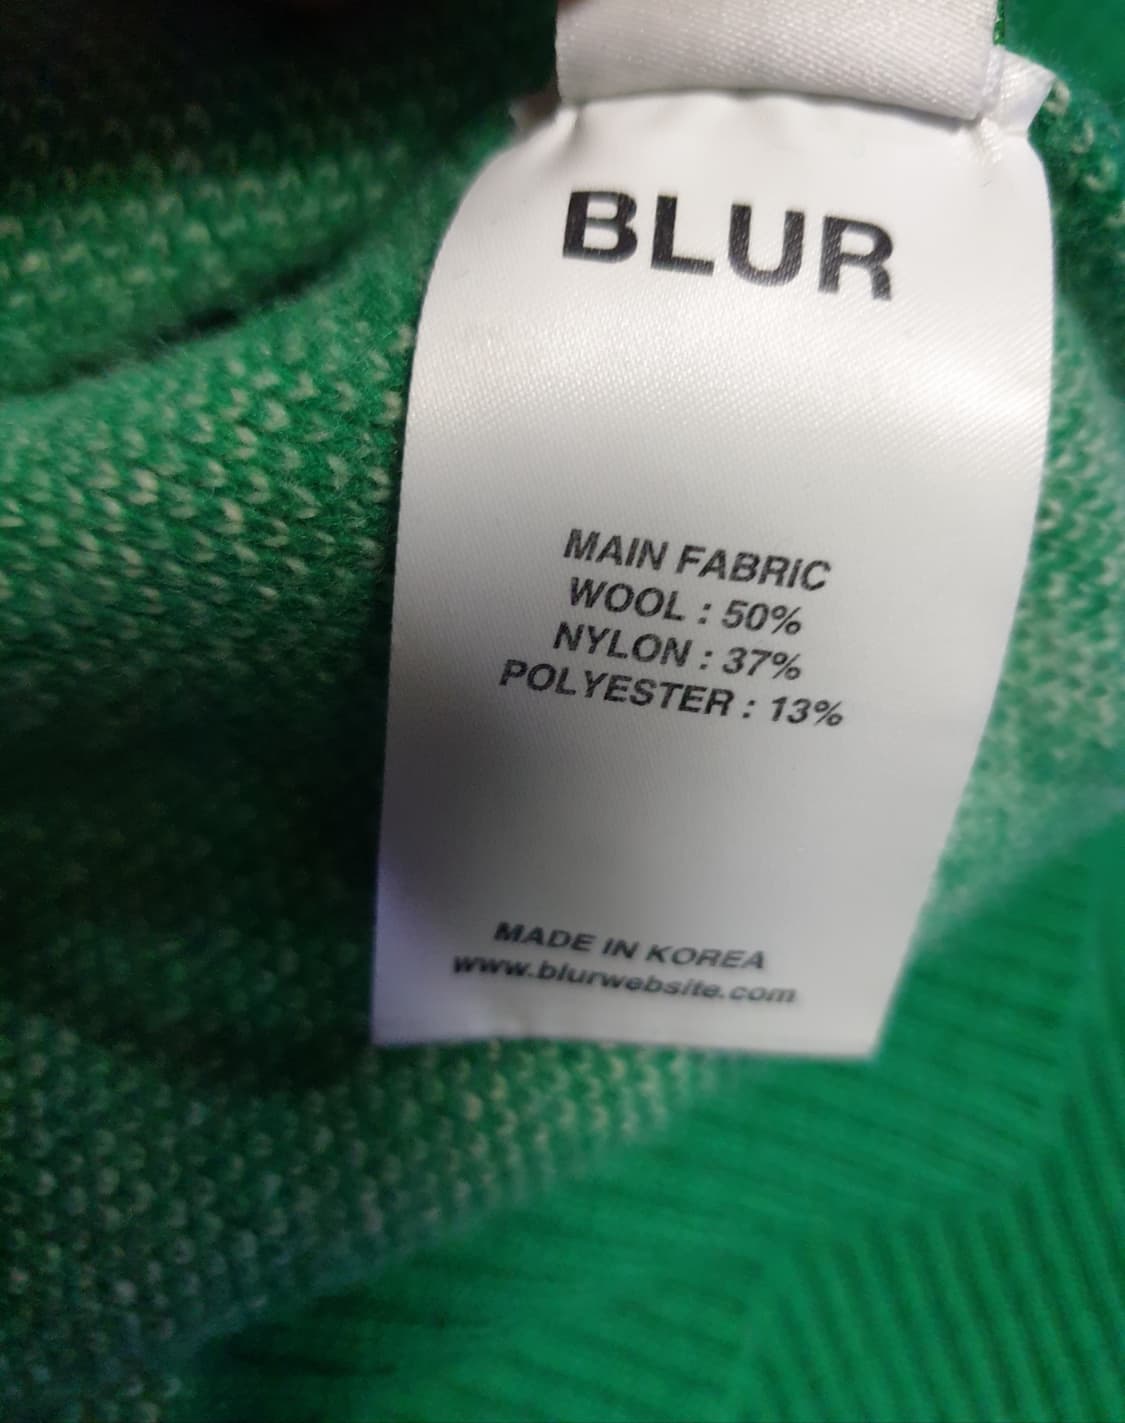 BLUR
MAIN FABRIC
WOOL : 50%
NYLON : 37%
POLYESTER : 13%
MADE IN KOREA
www.blurwebsite.com